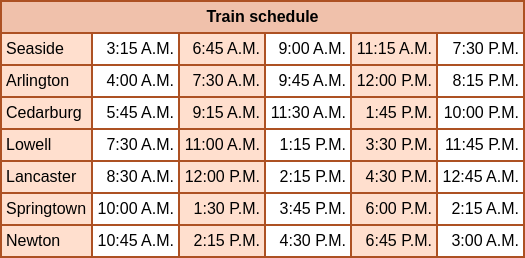 Train schedule
Seaside 3:15 A.M. 6:45 A.M. 9:00 A.M. 11:15 A.M. 7:30 P.M.
Arlington 4:00 A.M. 7:30 A.M. 9:45 A.M. 12:00 P.M. 8:15 P.M.
Cedarburg 5:45 A.M. 9:15 A.M. 11:30 A.M. 1:45 P.M. 10:00 P.M.
Lowell 7:30 A.M. 11:00 A.M. 1:15 P.M. 3:30 P.M. 11:45 P.M.
Lancaster 8:30 A.M. 12:00 P.M. 2:15 P.M. 4:30 P.M. 12:45 A.M.
Springtown 10:00 A.M. 1:30 P.M. 3:45 P.M. 6:00 P.M. 2:15 A.M.
Newton 10:45 A.M. 2:15 P.M. 4:30 P.M. 6:45 P.M. 3:00 A.M.